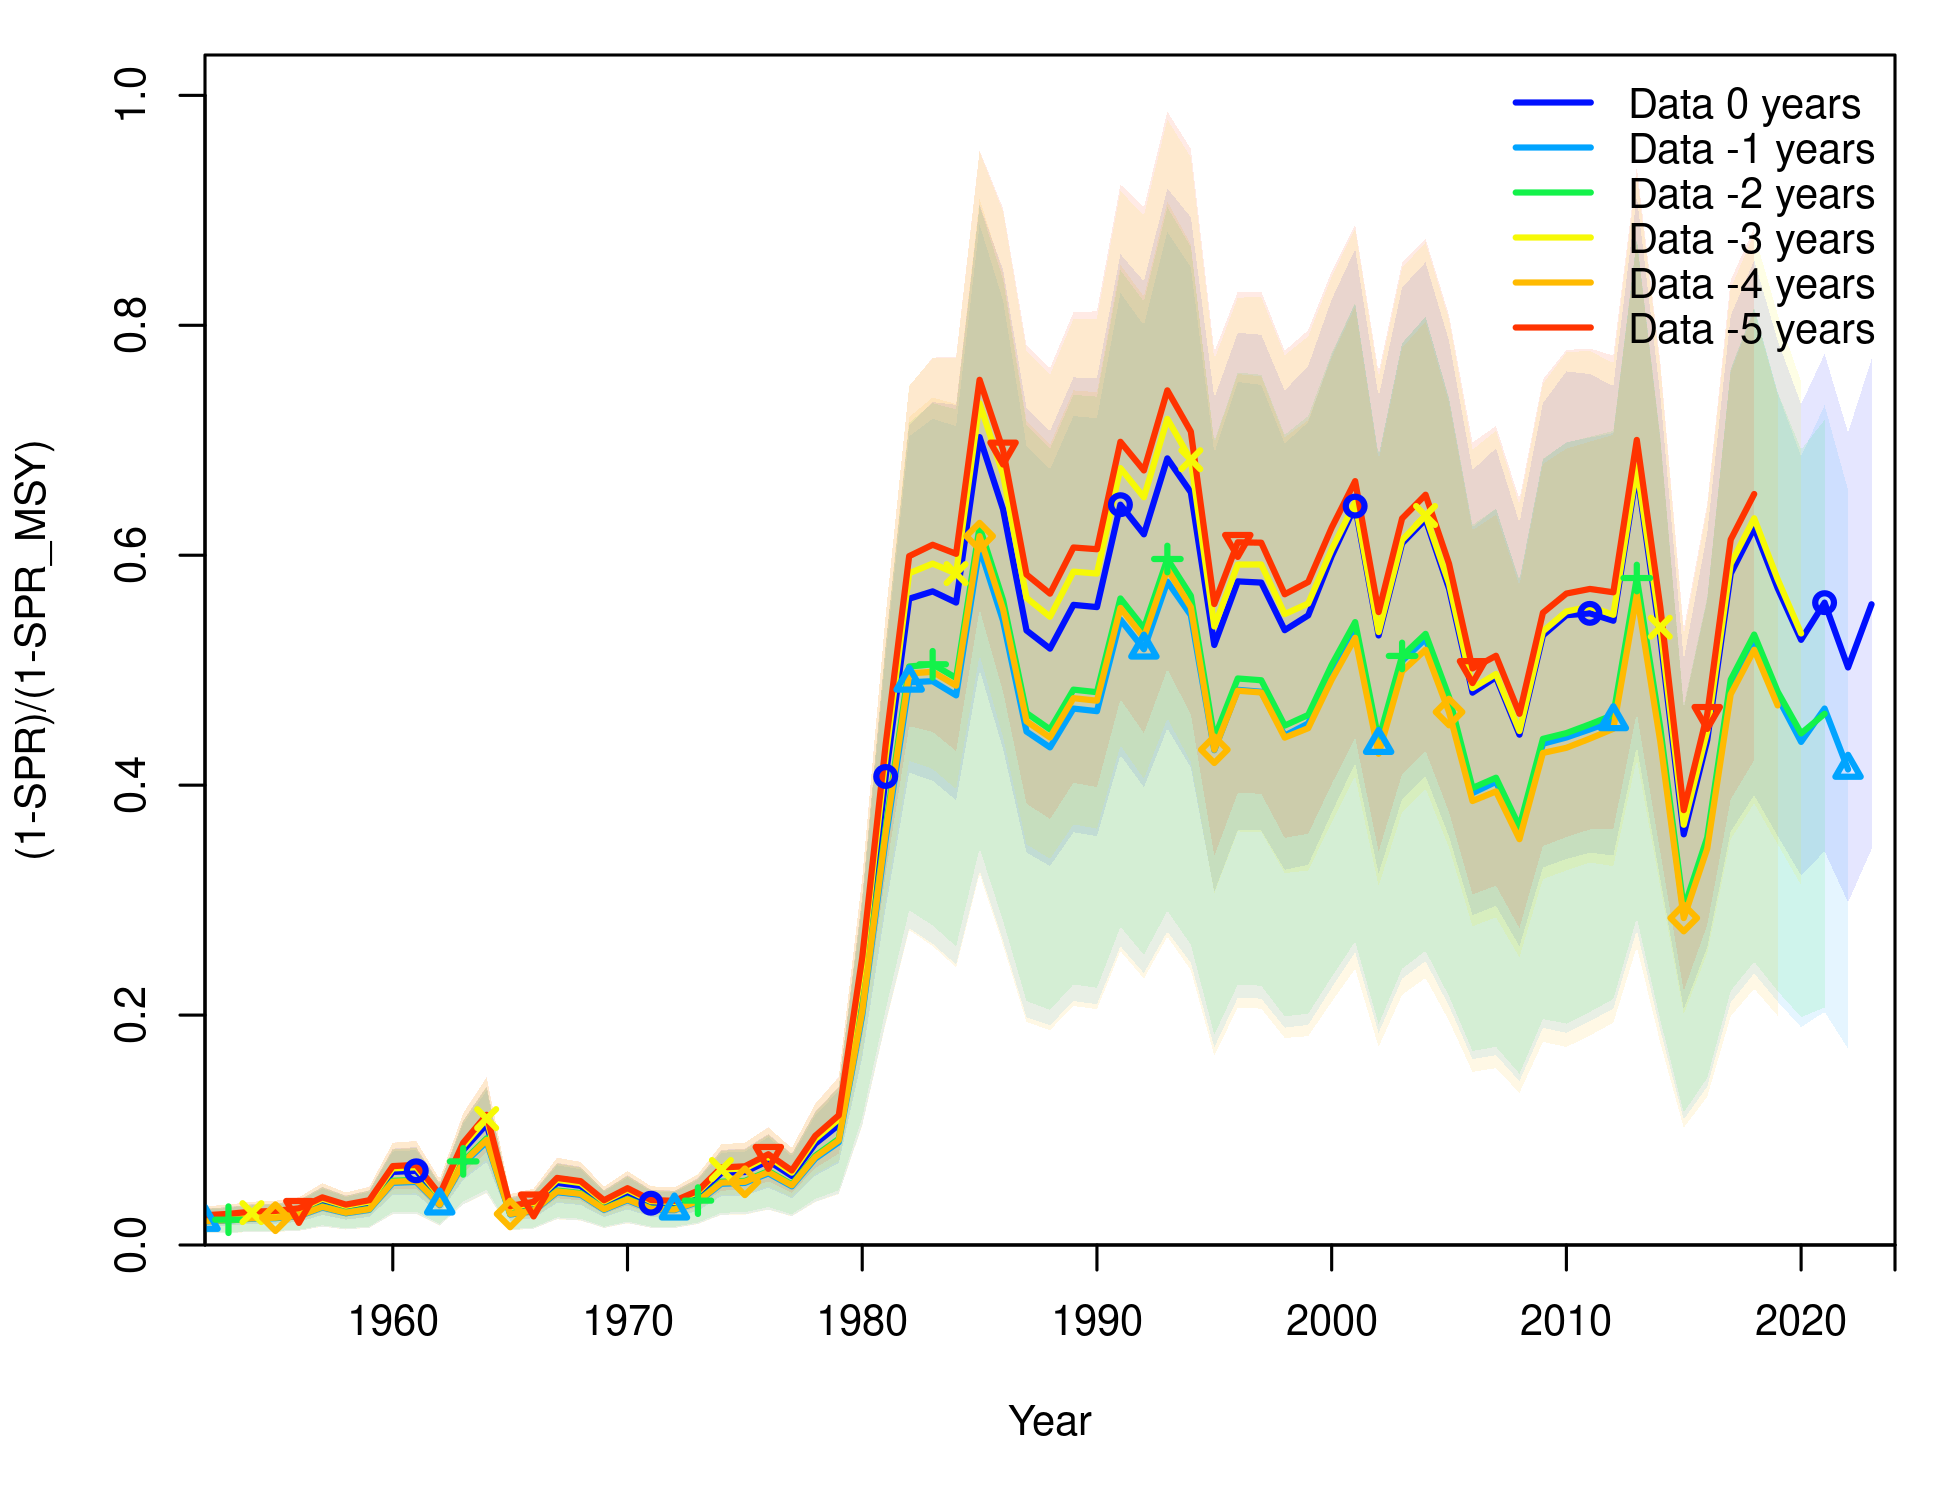 1.0
0.8
0.6
0.4
0.2
0.0
(1-SPR)/(1-SPR_MSY)
Data 0 years
Data -1 years
Data -2 years
Data -3 years
Data -4 years
Data -5 years
1960 1970 1980 1990 2000 2010 2020
Year